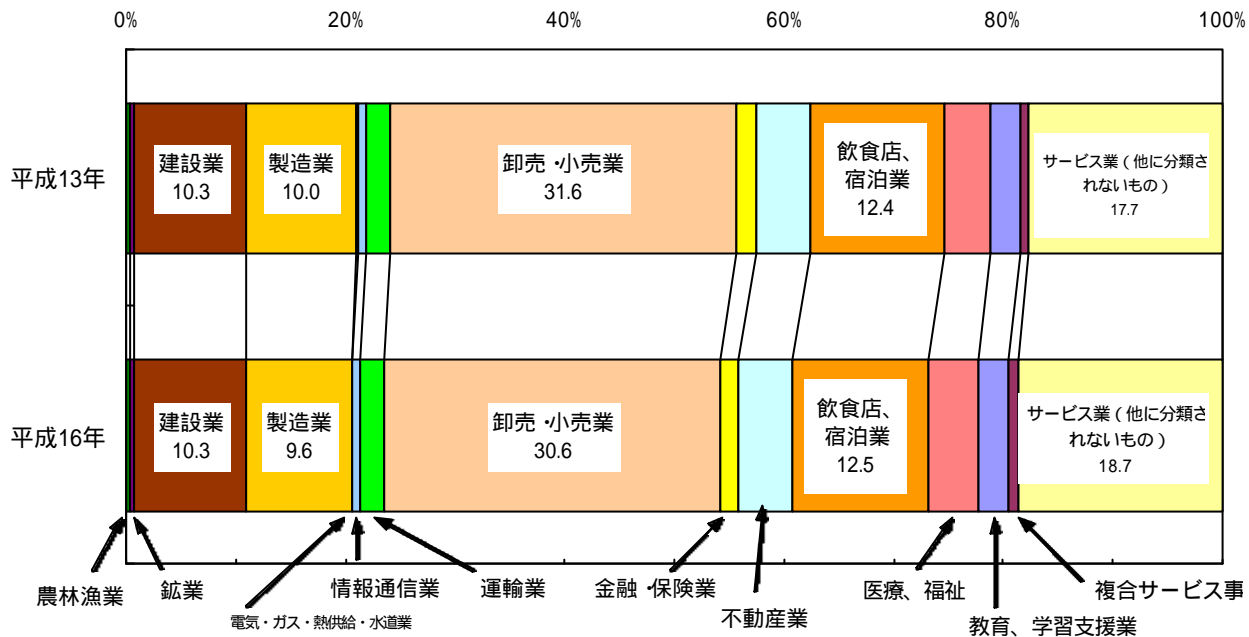 0% 20% 40% 60% 80% 100%
平成13年
建設業
10.3
製造業
10.0
卸売・小売業
31.6
飲食店、
宿泊業
12.4
サービス業(他に分類さ
れないもの)
17.7
平成16年
建設業
10.3
製造業
9.6
卸売・小売業
30.6
飲食店、
宿泊業
12.5
サービス業(他に分類さ
れないもの)
18.7
農林漁業
鉱業
電気・ガス・熱供給・水道業
情報通信業
運輸業
金融・保険業
不動産業
医療、福祉
教育、学習支援業
複合サービス事